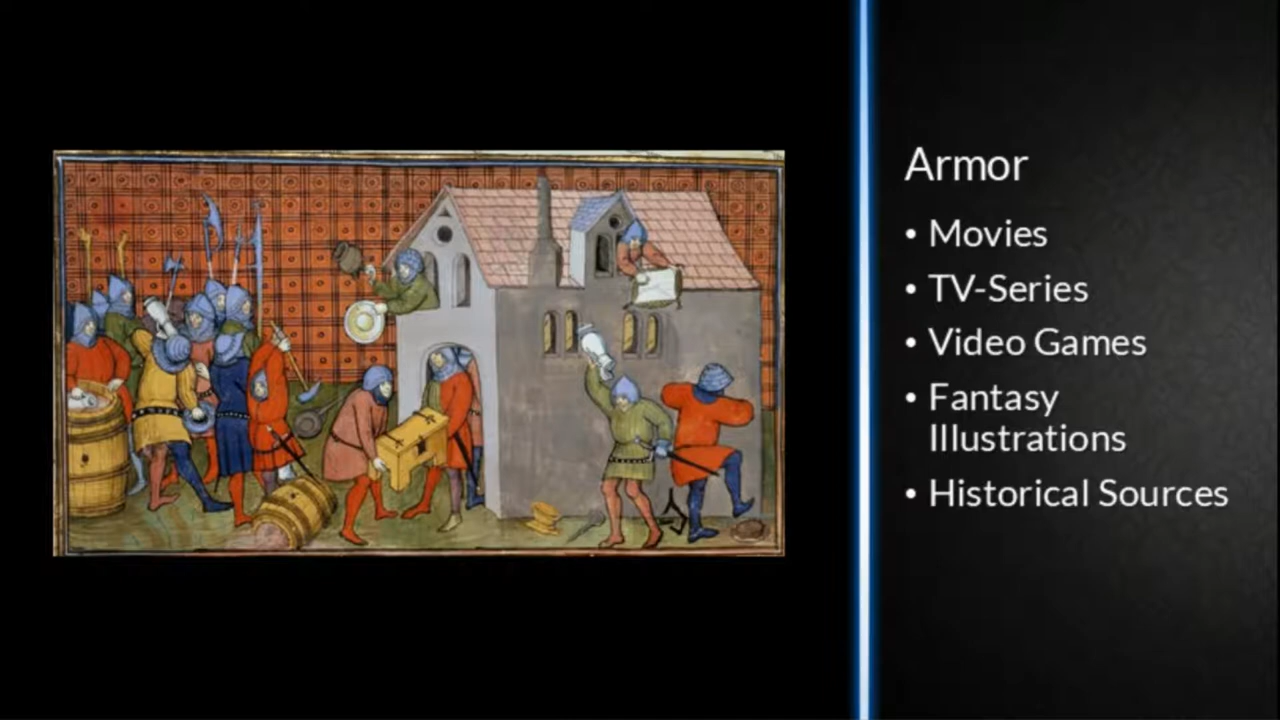 Armor
• Movies
• TV-Series
• Video Games
• Fantasy
Illustrations
• Historical Sources